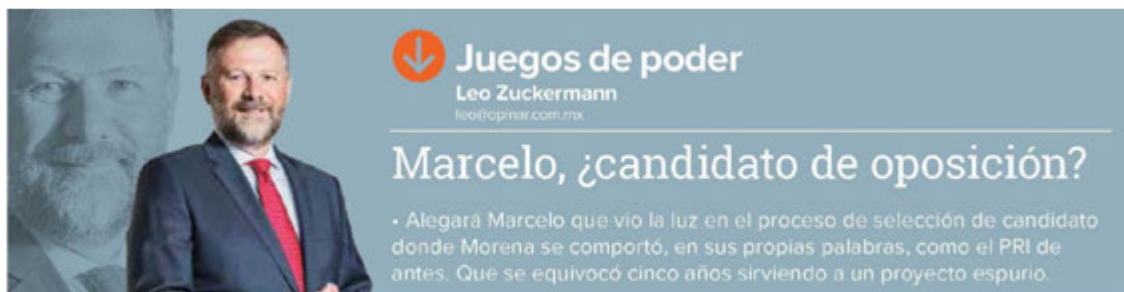 Juegos de poder
Leo Zuckermann
leo@opinar.com.mx
Marcelo, ¿candidato de oposición?
• Alegará Marcelo que vio la luz en el proceso de selección de candidato
donde Morena se comportó, en sus propias palabras, como el PRI de
antes. Que se equivocó cinco años sirviendo a un proyecto espurio.